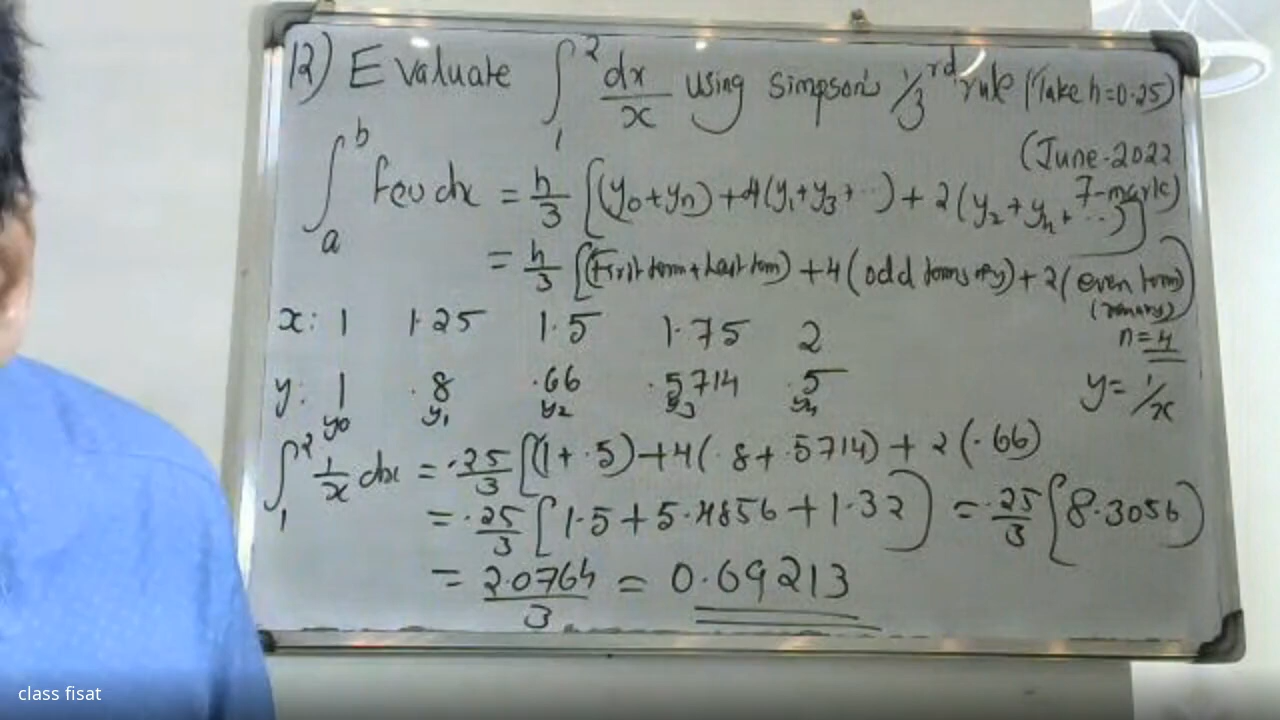 12) Evaluate ∫₁² dx/x using Simpson's 1/3 rd rule (Take h=0.25)
(June-2022
7-mark)
∫ₐᵇ f(x) dx = h/3 [(y₀+yₙ) + 4(y₁+y₃+..) + 2(y₂+y₄+...)]
= h/3 [(First term + Last term) + 4(odd terms of y) + 2(even term)
n=4
x: 1 1.25 1.5 1.75 2
y: 1 .8 .66 .5714 .5
y₀ y₁ y₂ y₃ y₄
y = 1/x
∫₁² 1/x dx = .25/3 [(1+.5)+4(.8+.5714)+2(.66)
= .25/3 [1.5+5.4856+1.32] = .25/3 [8.3056)
= 2.0764/3 = 0.69213
class fisat